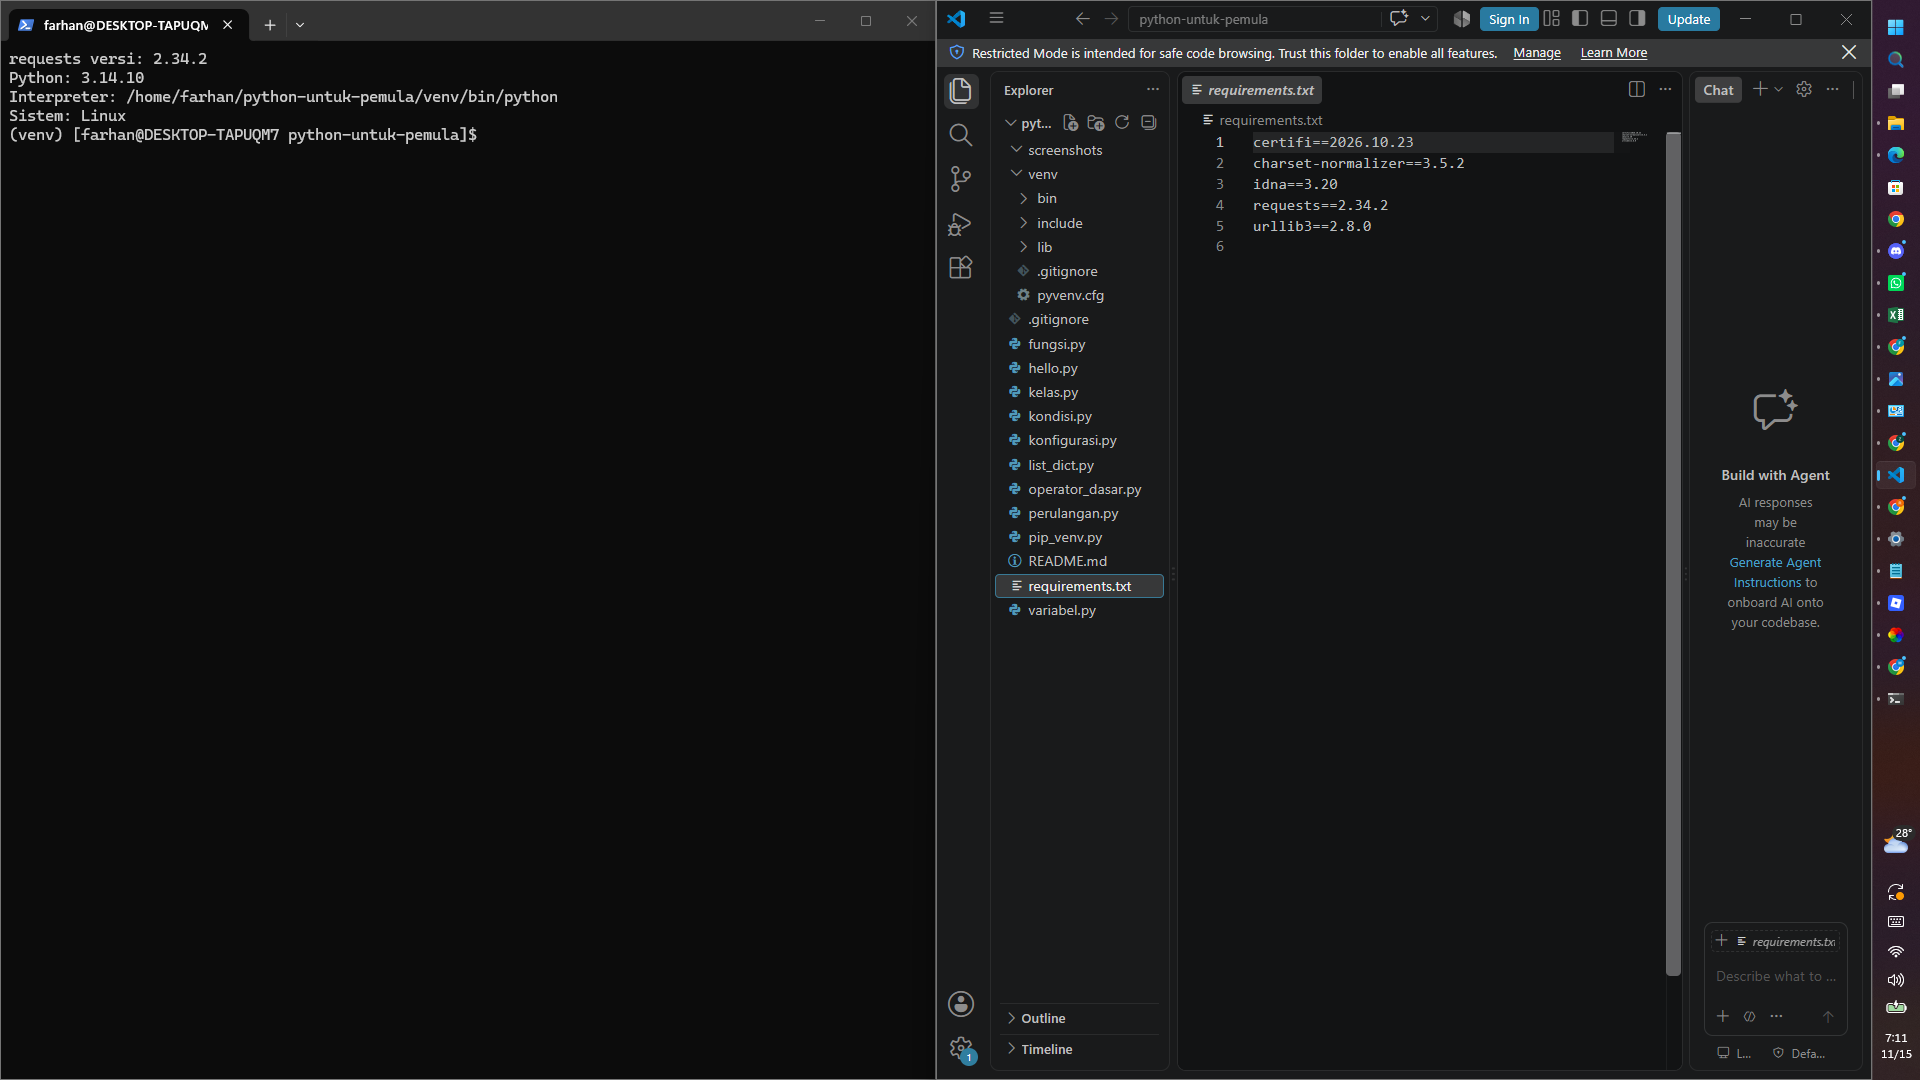 farhan@DESKTOP-TAPUQM
requests versi: 2.34.2
Python: 3.14.10
Interpreter: /home/farhan/python-untuk-pemula/venv/bin/python
Sistem: Linux
(venv) [farhan@DESKTOP-TAPUQM7 python-untuk-pemula]$
python-untuk-pemula
Sign In
Update
Restricted Mode is intended for safe code browsing. Trust this folder to enable all features.
Manage
Learn More
Explorer
pyt...
screenshots
venv
bin
include
lib
.gitignore
pyvenv.cfg
.gitignore
fungsi.py
hello.py
kelas.py
kondisi.py
konfigurasi.py
list_dict.py
operator_dasar.py
perulangan.py
pip_venv.py
README.md
requirements.txt
variabel.py
Outline
Timeline
1
requirements.txt
requirements.txt
1 certifi==2026.10.23
2 charset-normalizer==3.5.2
3 idna==3.20
4 requests==2.34.2
5 urllib3==2.8.0
6
Chat
Build with Agent
AI responses
may be
inaccurate
Generate Agent
Instructions to
onboard AI onto
your codebase.
requirements.txt
Describe what to ...
L...
Defa...
28°
7:11
11/15